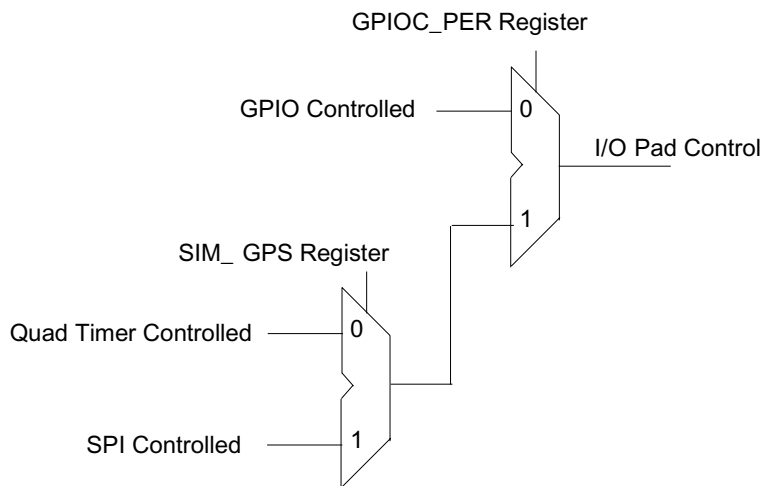 GPIOC_PER Register
GPIO Controlled
0
I/O Pad Control
1
SIM_ GPS Register
Quad Timer Controlled
0
SPI Controlled
1